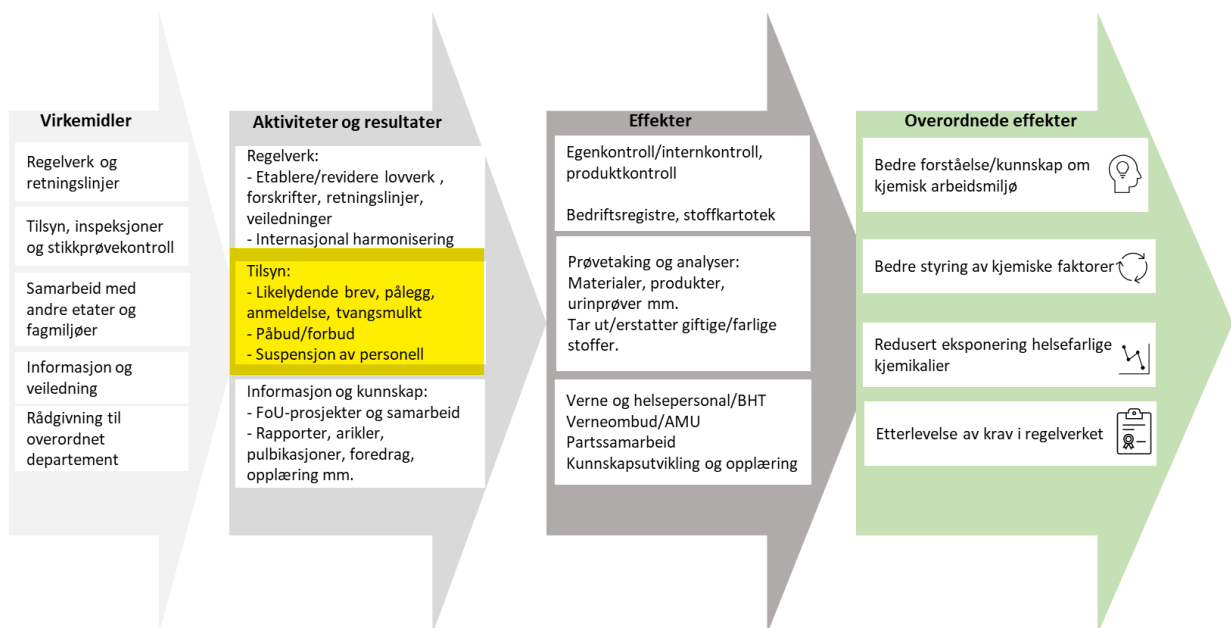 Virkemidler
Regelverk og
retningslinjer
Tilsyn, inspeksjoner
og stikkprøvekontroll
Samarbeid med
andre etater og
fagmiljøer
Informasjon og
veiledning
Rådgivning til
overordnet
departement
Aktiviteter og resultater
Regelverk:
- Etablere/revidere lovverk ,
forskrifter, retningslinjer,
veiledninger
- Internasjonal harmonisering
Tilsyn:
- Likelydende brev, pålegg,
anmeldelse, tvangsmulkt
- Påbud/forbud
- Suspensjon av personell
Informasjon og kunnskap:
- FoU-prosjekter og samarbeid
- Rapporter, arikler,
pulbikasjoner, foredrag,
opplæring mm.
Effekter
Egenkontroll/internkontroll,
produktkontroll
Bedriftsregistre, stoffkartotek
Prøvetaking og analyser:
Materialer, produkter,
urinprøver mm.
Tar ut/erstatter giftige/farlige
stoffer.
Verne og helsepersonal/BHT
Verneombud/AMU
Partssamarbeid
Kunnskapsutvikling og opplæring
Overordnede effekter
Bedre forståelse/kunnskap om
kjemisk arbeidsmiljø
Bedre styring av kjemiske faktorer
Redusert eksponering helsefarlige
kjemikalier
Etterlevelse av krav i regelverket